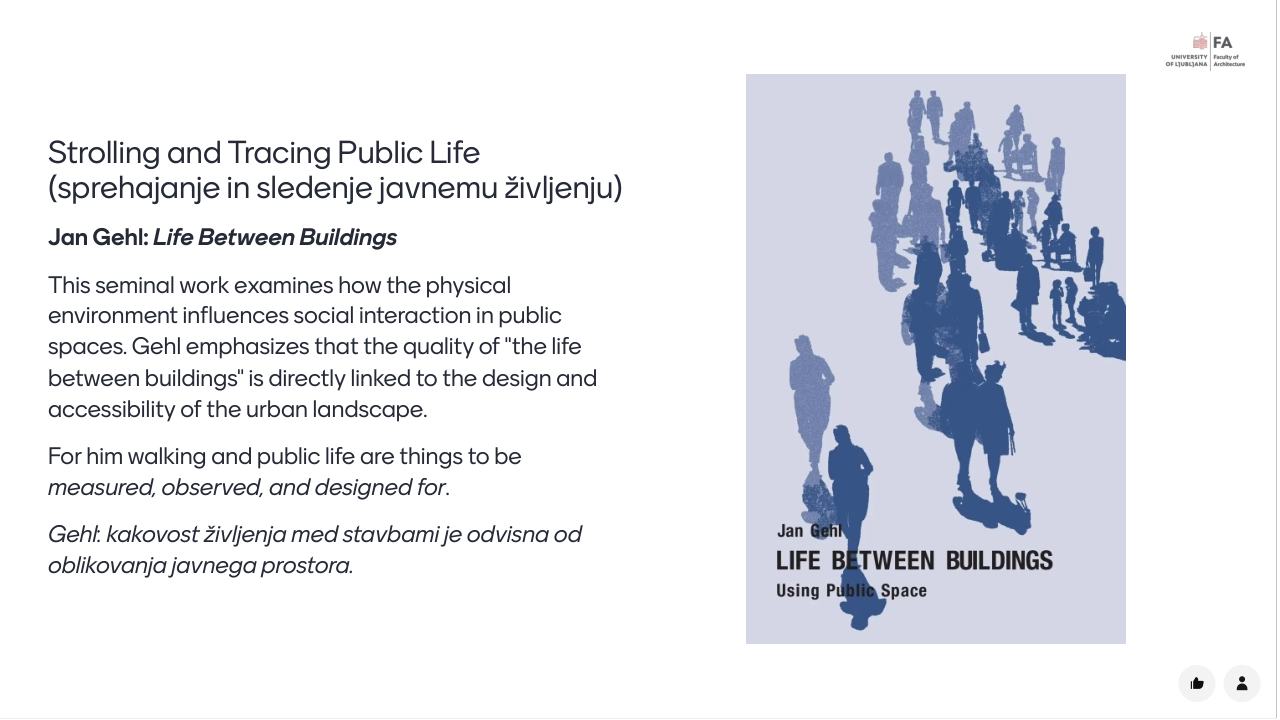 UNIVERSITY
OF LJUBLJANA
FA
Faculty of
Architecture
Strolling and Tracing Public Life
(sprehajanje in sledenje javnemu življenju)
Jan Gehl: Life Between Buildings
This seminal work examines how the physical
environment influences social interaction in public
spaces. Gehl emphasizes that the quality of "the life
between buildings" is directly linked to the design and
accessibility of the urban landscape.
For him walking and public life are things to be
measured, observed, and designed for.
Gehl: kakovost življenja med stavbami je odvisna od
oblikovanja javnega prostora.
Jan Gehl
LIFE BETWEEN BUILDINGS
Using Public Space